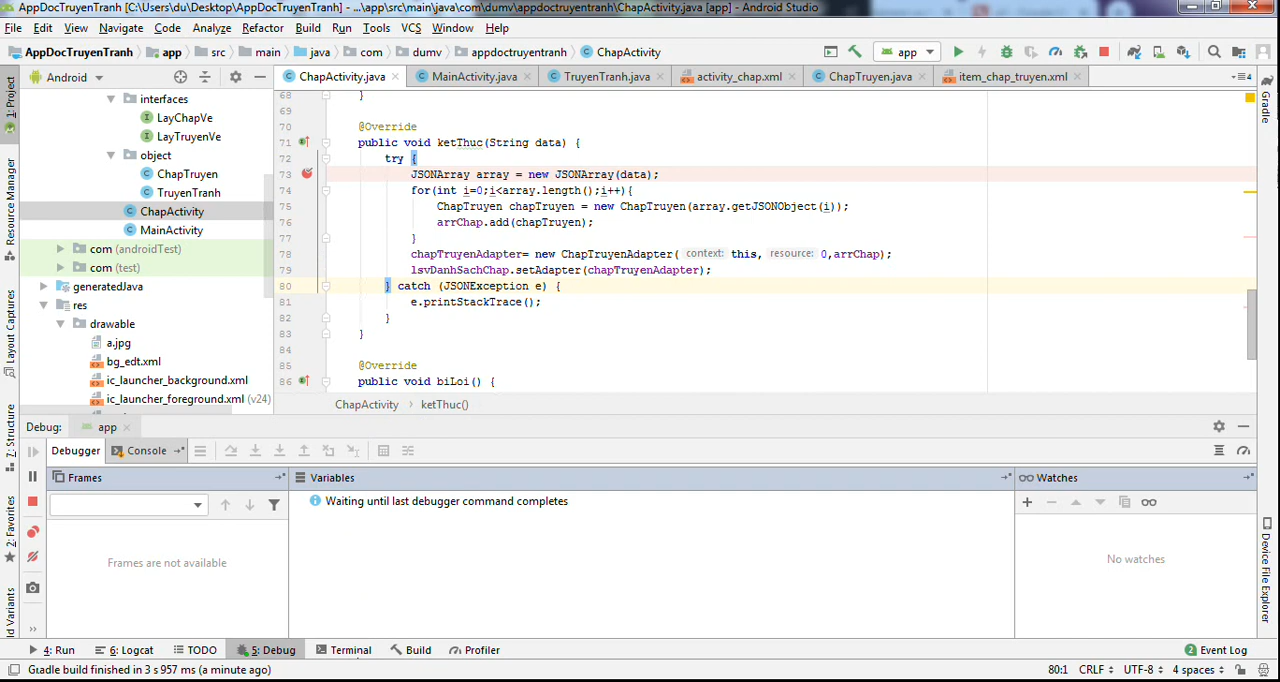 AppDocTruyenTranh [C:\Users\du\Desktop\AppDocTruyenTranh] - ...\app\src\main\java\com\dumv\appdoctruyentranh\ChapActivity.java [app] - Android Studio
File Edit View Navigate Code Analyze Refactor Build Run Tools VCS Window Help
AppDocTruyenTranh app src main java com dumv appdoctruyentranh ChapActivity app
Android ChapActivity.java MainActivity.java TruyenTranh.java activity_chap.xml ChapTruyen.java item_chap_truyen.xml 4
1: Project
Resource Manager
Layout Captures
7: Structure
2: Favorites
interfaces
LayChapVe
LayTruyenVe
object
ChapTruyen
TruyenTranh
ChapActivity
MainActivity
com (androidTest)
com (test)
generatedJava
res
drawable
a.jpg
bg_edt.xml
ic_launcher_background.xml
ic_launcher_foreground.xml (v24)
68 }
69
70 @Override
71 public void ketThuc(String data) {
72 try {
73 JSONArray array = new JSONArray(data);
74 for(int i=0;i<array.length();i++){
75 ChapTruyen chapTruyen = new ChapTruyen(array.getJSONObject(i));
76 arrChap.add(chapTruyen);
77 }
78 chapTruyenAdapter= new ChapTruyenAdapter( context: this, resource: 0,arrChap);
79 lsvDanhSachChap.setAdapter(chapTruyenAdapter);
80 } catch (JSONException e) {
81 e.printStackTrace();
82 }
83 }
84
85 @Override
86 public void biLoi() {
ChapActivity › ketThuc()
Gradle
Device File Explorer
Debug: app
Debugger Console
Frames Variables Watches
Waiting until last debugger command completes
Frames are not available
No watches
4: Run 6: Logcat TODO 5: Debug Terminal Build Profiler 2 Event Log
Gradle build finished in 3 s 957 ms (a minute ago) 80:1 CRLF UTF-8 4 spaces